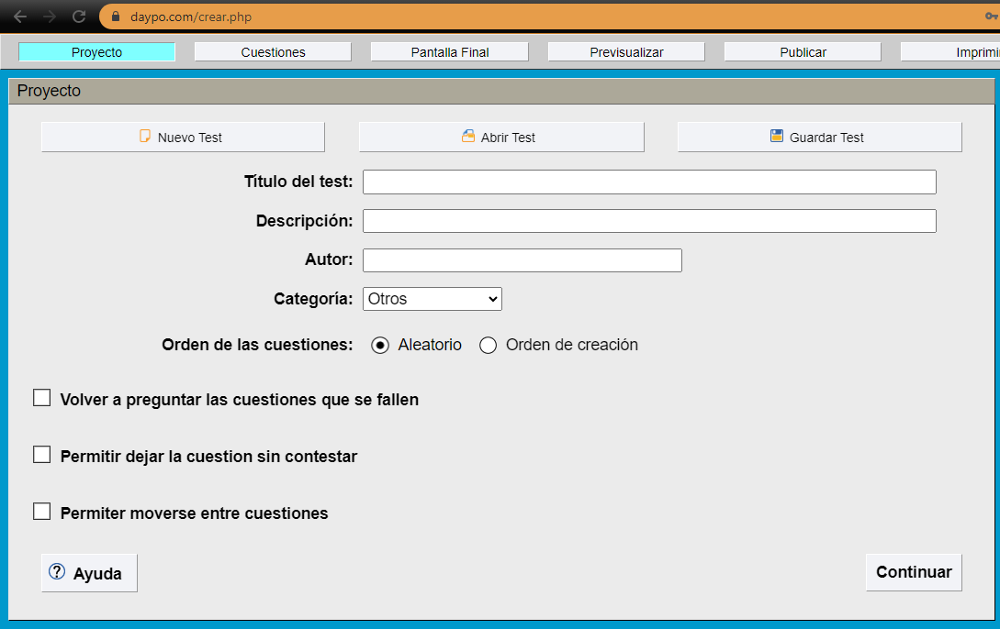 daypo.com/crear.php
Proyecto Cuestiones Pantalla Final Previsualizar Publicar Imprimi
Proyecto
Nuevo Test Abrir Test Guardar Test
Título del test:
Descripción:
Autor:
Categoría: Otros
Orden de las cuestiones: Aleatorio Orden de creación
Volver a preguntar las cuestiones que se fallen
Permitir dejar la cuestion sin contestar
Permiter moverse entre cuestiones
? Ayuda Continuar